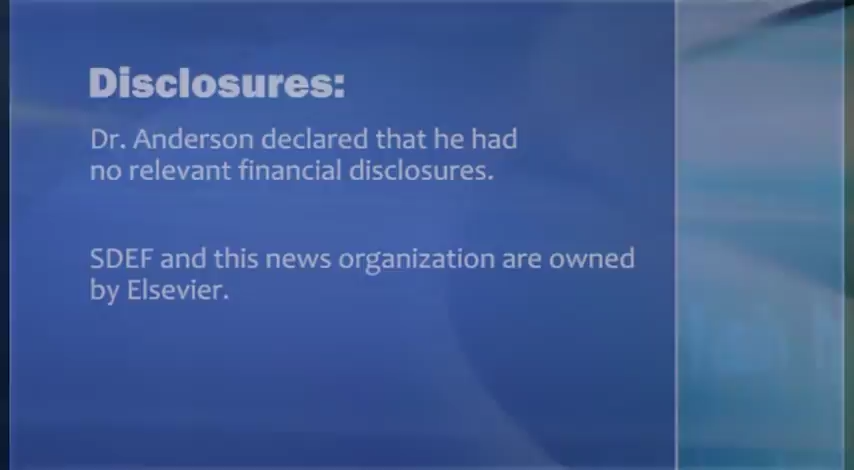 Disclosures:
Dr. Anderson declared that he had
no relevant financial disclosures.
SDEF and this news organization are owned
by Elsevier.